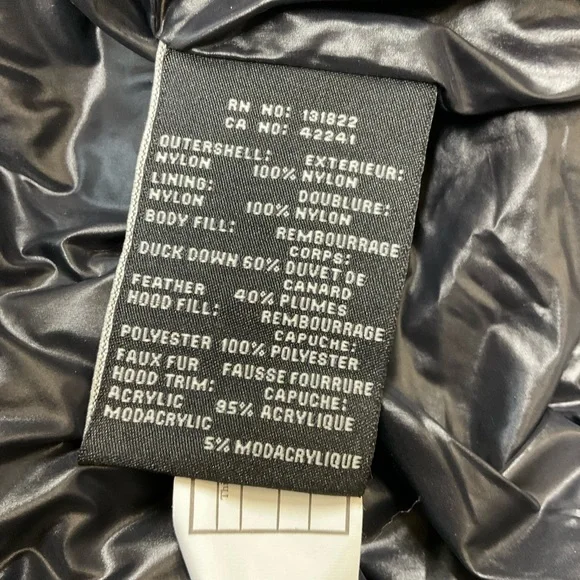 RN NO: 131822
CA NO: 42241
OUTERSHELL: EXTERIEUR:
NYLON 100% NYLON
LINING: DOUBLURE:
NYLON 100% NYLON
BODY FILL: REMBOURRAGE
CORPS:
DUCK DOWN 60% DUVET DE
CANARD
FEATHER 40% PLUMES
HOOD FILL: REMBOURRAGE
CAPUCHE:
POLYESTER 100% POLYESTER
FAUX FUR FAUSSE FOURRURE
HOOD TRIM: CAPUCHE:
ACRYLIC 95% ACRYLIQUE
MODACRYLIC
5% MODACRYLIQUE